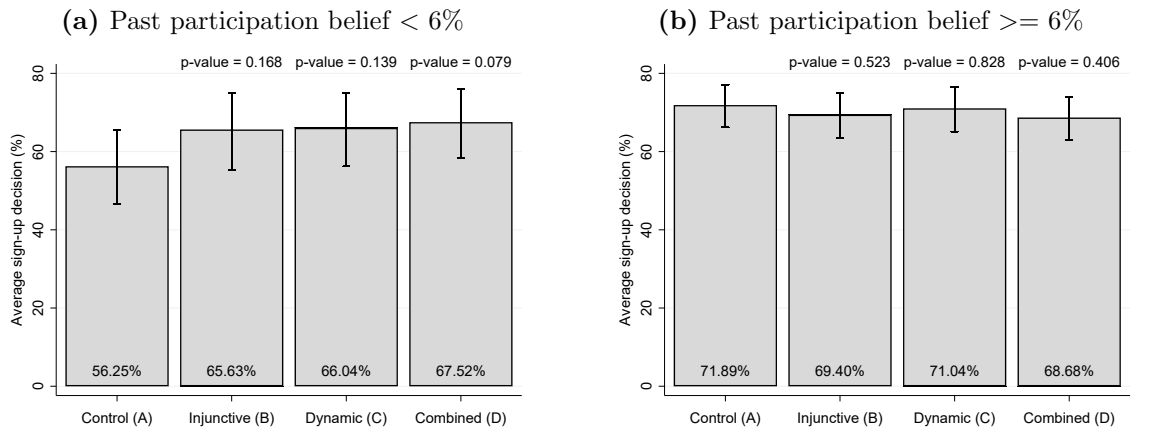 (a) Past participation belief < 6%
p-value = 0.168 p-value = 0.139 p-value = 0.079
Average sign-up decision (%)
80
60
40
20
0
56.25% 65.63% 66.04% 67.52%
Control (A) Injunctive (B) Dynamic (C) Combined (D)
(b) Past participation belief >= 6%
p-value = 0.523 p-value = 0.828 p-value = 0.406
Average sign-up decision (%)
80
60
40
20
0
71.89% 69.40% 71.04% 68.68%
Control (A) Injunctive (B) Dynamic (C) Combined (D)